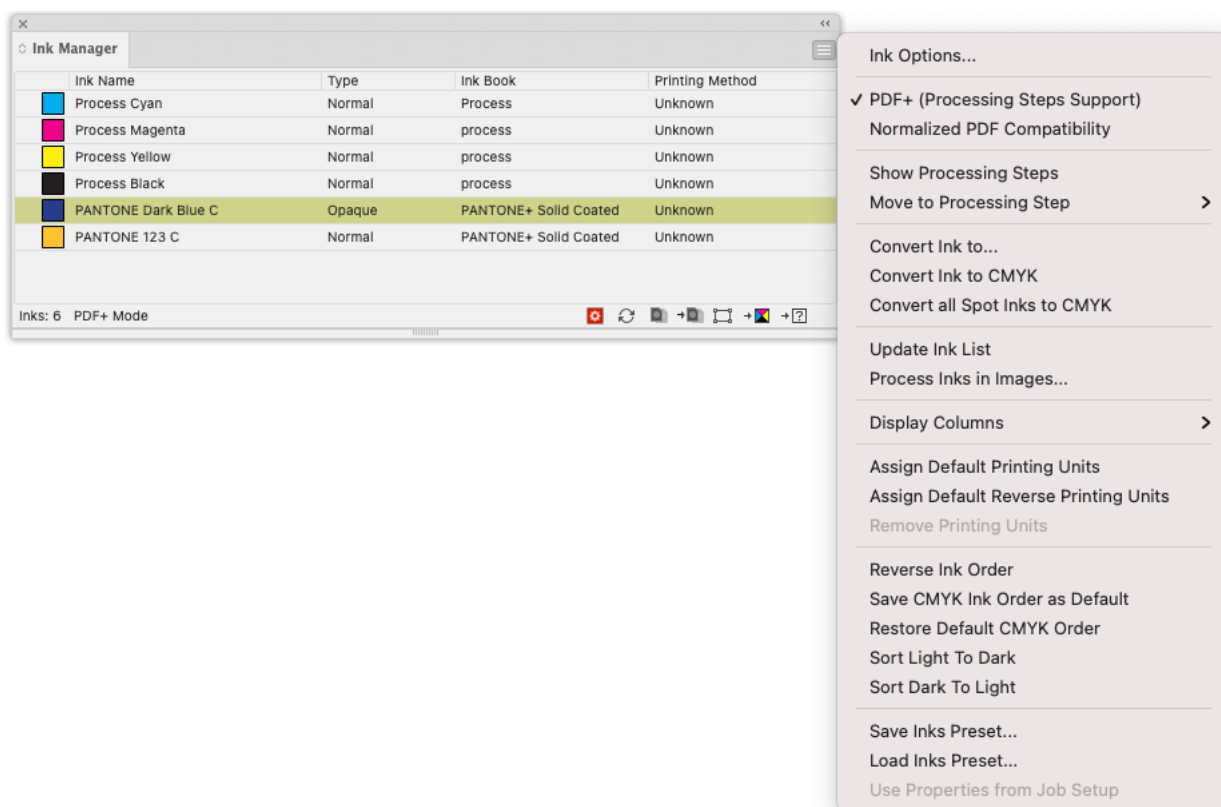 Ink Manager
Ink Name Type Ink Book Printing Method
Process Cyan Normal Process Unknown
Process Magenta Normal process Unknown
Process Yellow Normal process Unknown
Process Black Normal process Unknown
PANTONE Dark Blue C Opaque PANTONE+ Solid Coated Unknown
PANTONE 123 C Normal PANTONE+ Solid Coated Unknown
Inks: 6 PDF+ Mode
Ink Options...
PDF+ (Processing Steps Support)
Normalized PDF Compatibility
Show Processing Steps
Move to Processing Step
Convert Ink to...
Convert Ink to CMYK
Convert all Spot Inks to CMYK
Update Ink List
Process Inks in Images...
Display Columns
Assign Default Printing Units
Assign Default Reverse Printing Units
Remove Printing Units
Reverse Ink Order
Save CMYK Ink Order as Default
Restore Default CMYK Order
Sort Light To Dark
Sort Dark To Light
Save Inks Preset...
Load Inks Preset...
Use Properties from Job Setup